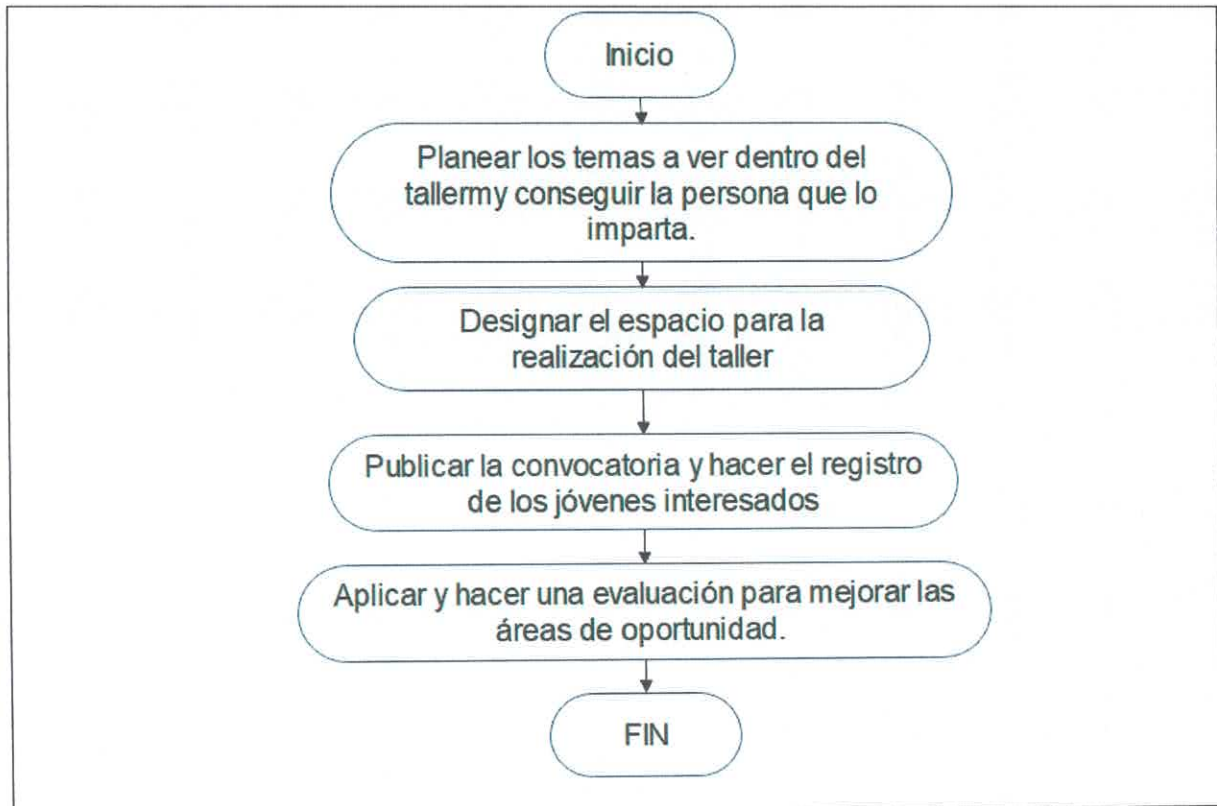 Inicio
Planear los temas a ver dentro del
tallermy conseguir la persona que lo
imparta.
Designar el espacio para la
realización del taller
Publicar la convocatoria y hacer el registro
de los jóvenes interesados
Aplicar y hacer una evaluación para mejorar las
áreas de oportunidad.
FIN